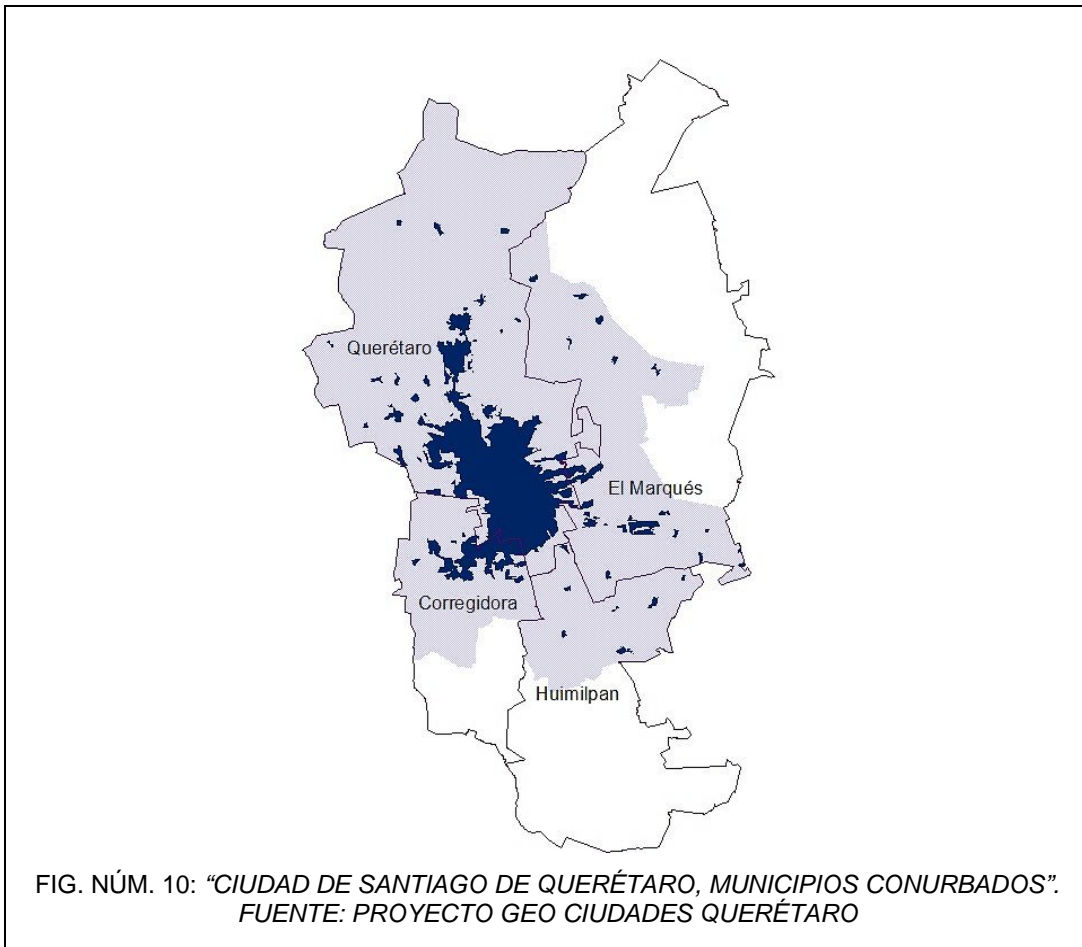 Querétaro
El Marqués
Corregidora
Huimilpan
FIG. NÚM. 10: “CIUDAD DE SANTIAGO DE QUERÉTARO, MUNICIPIOS CONURBADOS”.
FUENTE: PROYECTO GEO CIUDADES QUERÉTARO